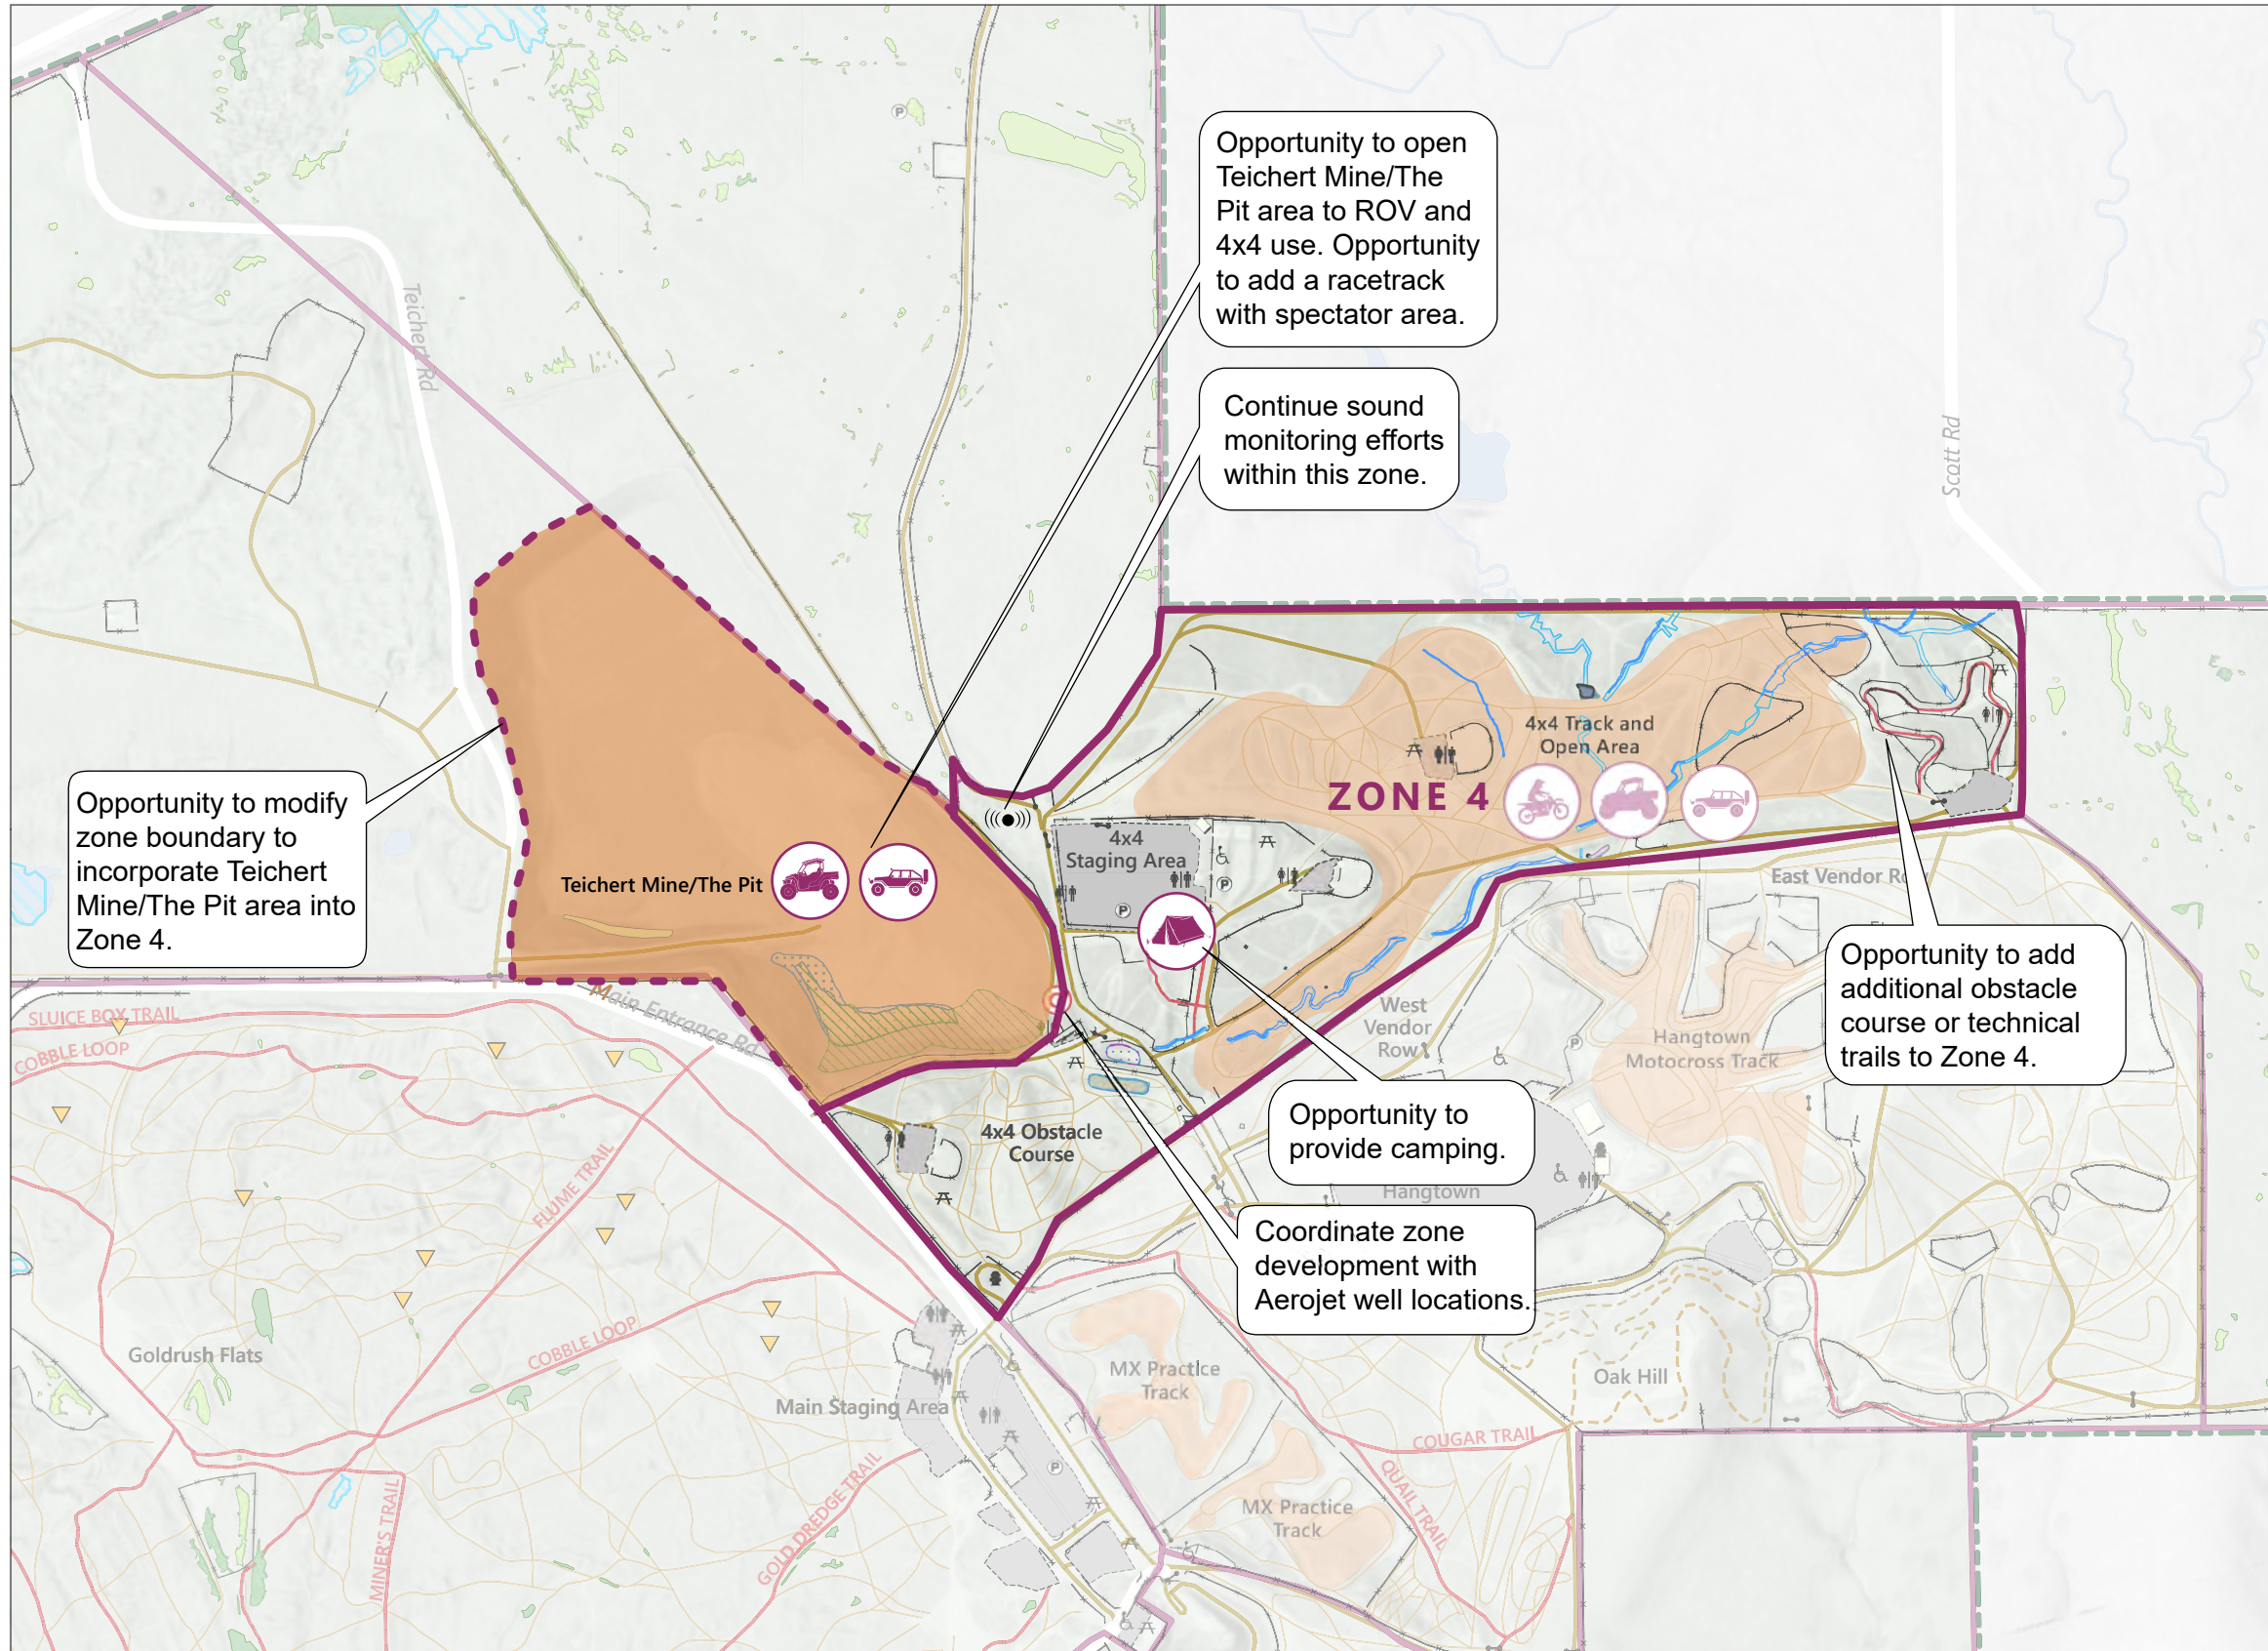 Opportunity to open
Teichert Mine/The
Pit area to ROV and
4x4 use. Opportunity
to add a racetrack
with spectator area.
Teichert Rd
Continue sound
monitoring efforts
within this zone.
Scott Rd
4x4 Track and
Open Area
ZONE 4
Opportunity to modify
zone boundary to
incorporate Teichert
Mine/The Pit area into
Zone 4.
Teichert Mine/The Pit
4x4
Staging Area
East Vendor
Opportunity to add
additional obstacle
course or technical
trails to Zone 4.
Main Entrance Rd
West
Vendor
Row
Hangtown
Motocross Track
SLUICE BOX TRAIL
COBBLE LOOP
4x4 Obstacle
Course
Opportunity to
provide camping.
Hangtown
FLUME TRAIL
Coordinate zone
development with
Aerojet well locations.
Goldrush Flats
COBBLE LOOP
MX Practice
Track
Oak Hill
Main Staging Area
COUGAR TRAIL
QUAIL TRAIL
MINER'S TRAIL
GOLD DREDGE TRAIL
MX Practice
Track
P
P
P
P
P